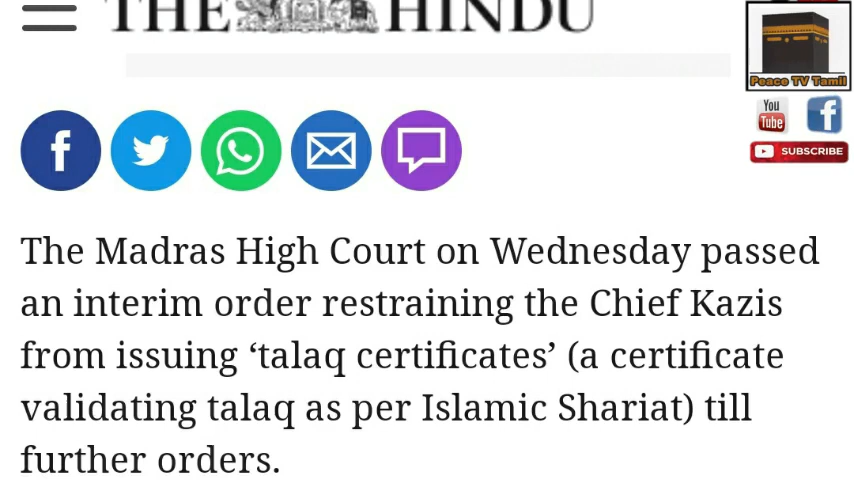 THE HINDU
Peace TV Tamil
You
Tube
SUBSCRIBE
The Madras High Court on Wednesday passed
an interim order restraining the Chief Kazis
from issuing ‘talaq certificates’ (a certificate
validating talaq as per Islamic Shariat) till
further orders.